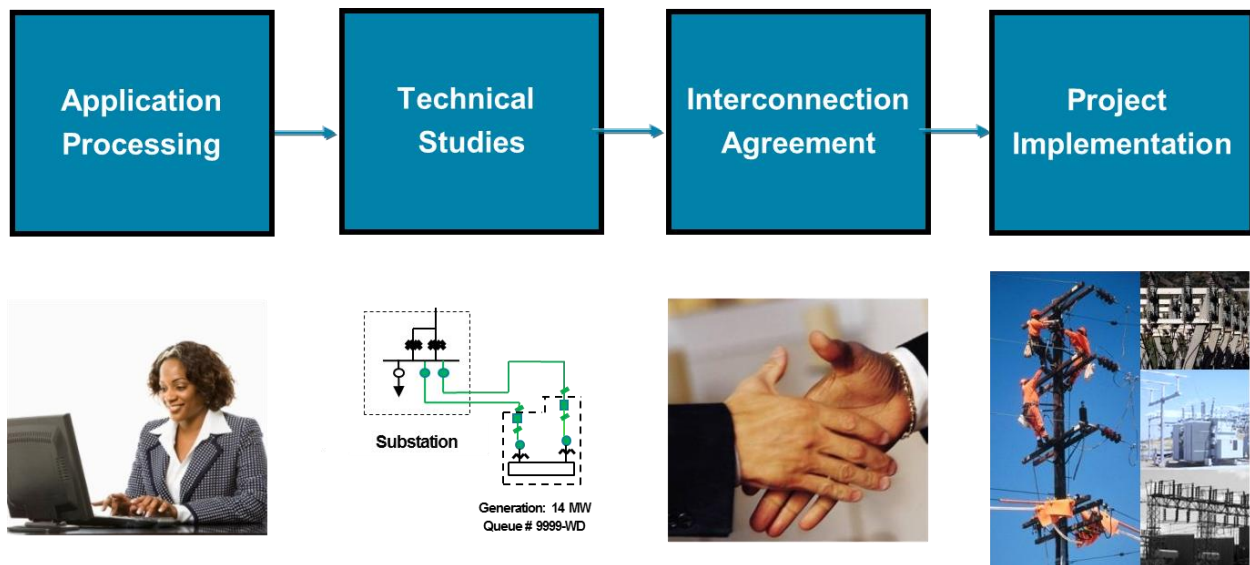 Application
Processing
Technical
Studies
Interconnection
Agreement
Project
Implementation
Substation
Generation: 14 MW
Queue # 9999-WD